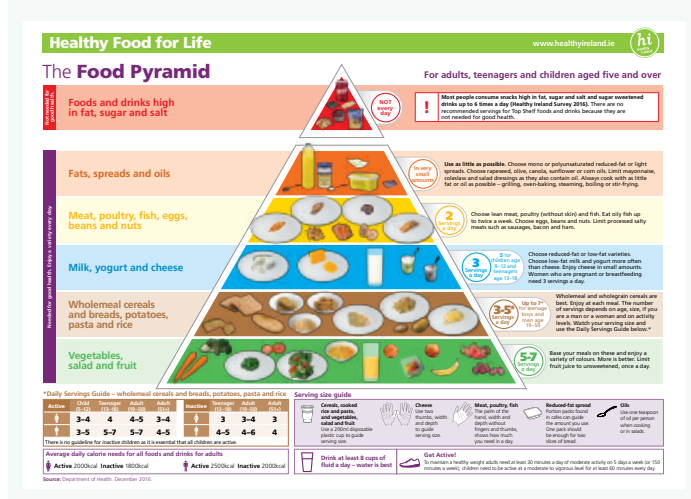 Healthy Food for Life
www.healthyireland.ie
hi
The Food Pyramid
For adults, teenagers and children aged five and over
Not needed for
good health.
Foods and drinks high
in fat, sugar and salt
NOT
every
day
!
Most people consume snacks high in fat, sugar and salt and sugar sweetened
drinks up to 6 times a day (Healthy Ireland Survey 2016). There are no
recommended servings for Top Shelf foods and drinks because they are
not needed for good health.
Needed for good health. Enjoy a variety every day.
Fats, spreads and oils
In very
small
amounts
Use as little as possible. Choose mono or polyunsaturated reduced-fat or light
spreads. Choose rapeseed, olive, canola, sunflower or corn oils. Limit mayonnaise,
coleslaw and salad dressings as they also contain oil. Always cook with as little
fat or oil as possible – grilling, oven-baking, steaming, boiling or stir-frying.
Meat, poultry, fish, eggs,
beans and nuts
2
Servings
a day
Choose lean meat, poultry (without skin) and fish. Eat oily fish up
to twice a week. Choose eggs, beans and nuts. Limit processed salty
meats such as sausages, bacon and ham.
Milk, yogurt and cheese
3
Servings
a day
5 for
children age
9–12 and
teenagers
age 13–18
Choose reduced-fat or low-fat varieties.
Choose low-fat milk and yogurt more often
than cheese. Enjoy cheese in small amounts.
Women who are pregnant or breastfeeding
need 3 servings a day.
Wholemeal cereals
and breads, potatoes,
pasta and rice
3-5*
Servings
a day
Up to 7*
for teenage
boys and
men age
19–50
Wholemeal and wholegrain cereals are
best. Enjoy at each meal. The number
of servings depends on age, size, if you
are a man or a woman and on activity
levels. Watch your serving size and
use the Daily Servings Guide below.*
Vegetables,
salad and fruit
5-7
Servings
a day
Base your meals on these and enjoy a
variety of colours. More is better. Limit
fruit juice to unsweetened, once a day.
*Daily Servings Guide – wholemeal cereals and breads, potatoes, pasta and rice
Active Child (5–12) Teenager (13–18) Adult (19–50) Adult (51+) Inactive Teenager (13–18) Adult (19–50) Adult (51+)
3–4 4 4–5 3–4 3 3–4 3
3–5 5–7 5–7 4–5 4–5 4–6 4
There is no guideline for inactive children as it is essential that all children are active.
Average daily calorie needs for all foods and drinks for adults
Active 2000kcal Inactive 1800kcal Active 2500kcal Inactive 2000kcal
Source: Department of Health. December 2016.
Serving size guide
Cereals, cooked
rice and pasta,
and vegetables,
salad and fruit
Use a 200ml disposable
plastic cup to guide
serving size.
Cheese
Use two
thumbs, width
and depth
to guide
serving size.
Meat, poultry, fish
The palm of the
hand, width and
depth without
fingers and thumbs,
shows how much
you need in a day.
Reduced-fat spread
Portion packs found
in cafes can guide
the amount you use.
One pack should
be enough for two
slices of bread.
Oils
Use one teaspoon
of oil per person
when cooking
or in salads.
Drink at least 8 cups of
fluid a day – water is best
Get Active!
To maintain a healthy weight adults need at least 30 minutes a day of moderate activity on 5 days a week (or 150
minutes a week); children need to be active at a moderate to vigorous level for at least 60 minutes every day.